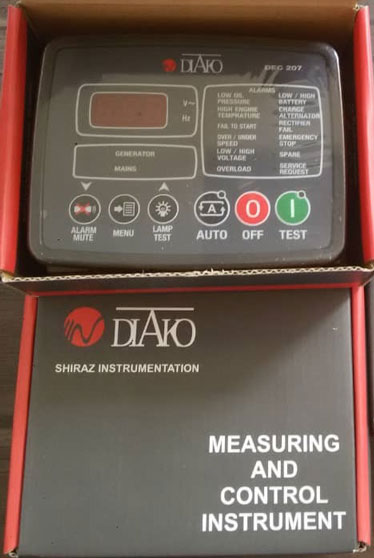 DIAKO
DEC 207
V~
Hz
ALARMS
LOW OIL
PRESSURE
HIGH ENGINE
TEMPRATURE
FAIL TO START
OVER / UNDER
SPEED
LOW / HIGH
VOLTAGE
OVERLOAD
LOW / HIGH
BATTERY
CHARGE
ALTERNATOR
RECTIFIER
FAIL
EMERGENCY
STOP
SPARE
SERVICE
REQUEST
GENERATOR
MAINS
ALARM
MUTE
MENU
LAMP
TEST
A
AUTO
O
OFF
I
TEST
DIAKO
SHIRAZ INSTRUMENTATION
MEASURING
AND
CONTROL
INSTRUMENT